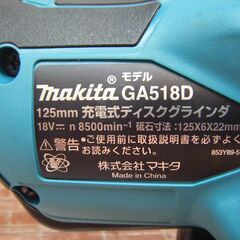 モデル
makita® GA518D
125mm 充電式ディスクグラインダ
18V⎓ n 8500min⁻¹ 砥石寸法:125X6X22mm
⚠ 注意 ご使用前に必ず取扱説明書を
お読みください。
853Y89-5
株式会社マキタ
Made in China